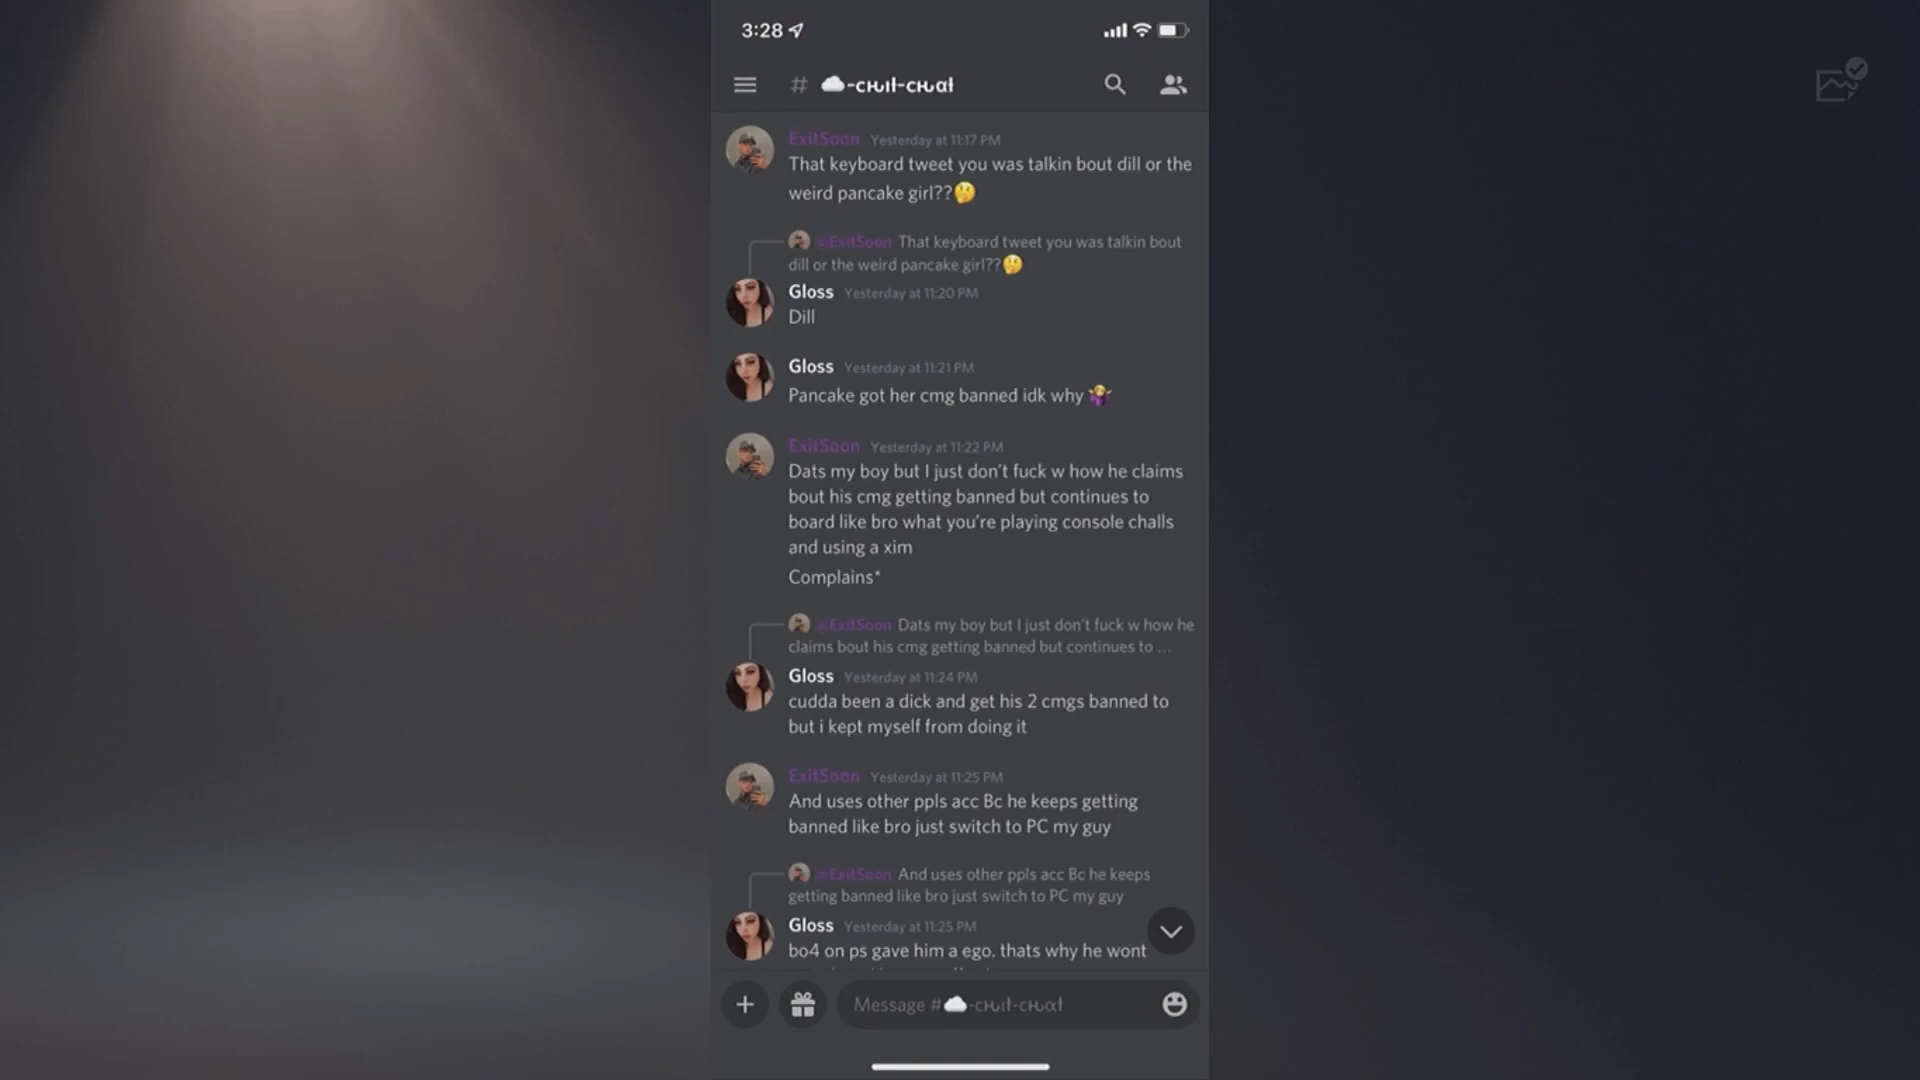 3:28
# ☁️-cнιll-cнαt
ExitSoon Yesterday at 11:17 PM
That keyboard tweet you was talkin bout dill or the
weird pancake girl??🤔
@ExitSoon That keyboard tweet you was talkin bout
dill or the weird pancake girl??🤔
Gloss Yesterday at 11:20 PM
Dill
Gloss Yesterday at 11:21 PM
Pancake got her cmg banned idk why 🤷‍♀️
ExitSoon Yesterday at 11:22 PM
Dats my boy but I just don't fuck w how he claims
bout his cmg getting banned but continues to
board like bro what you're playing console challs
and using a xim
Complains*
@ExitSoon Dats my boy but I just don't fuck w how he
claims bout his cmg getting banned but continues to ...
Gloss Yesterday at 11:24 PM
cudda been a dick and get his 2 cmgs banned to
but i kept myself from doing it
ExitSoon Yesterday at 11:25 PM
And uses other ppls acc Bc he keeps getting
banned like bro just switch to PC my guy
@ExitSoon And uses other ppls acc Bc he keeps
getting banned like bro just switch to PC my guy
Gloss Yesterday at 11:25 PM
bo4 on ps gave him a ego. thats why he wont
Message #☁️-cнιll-cнαt